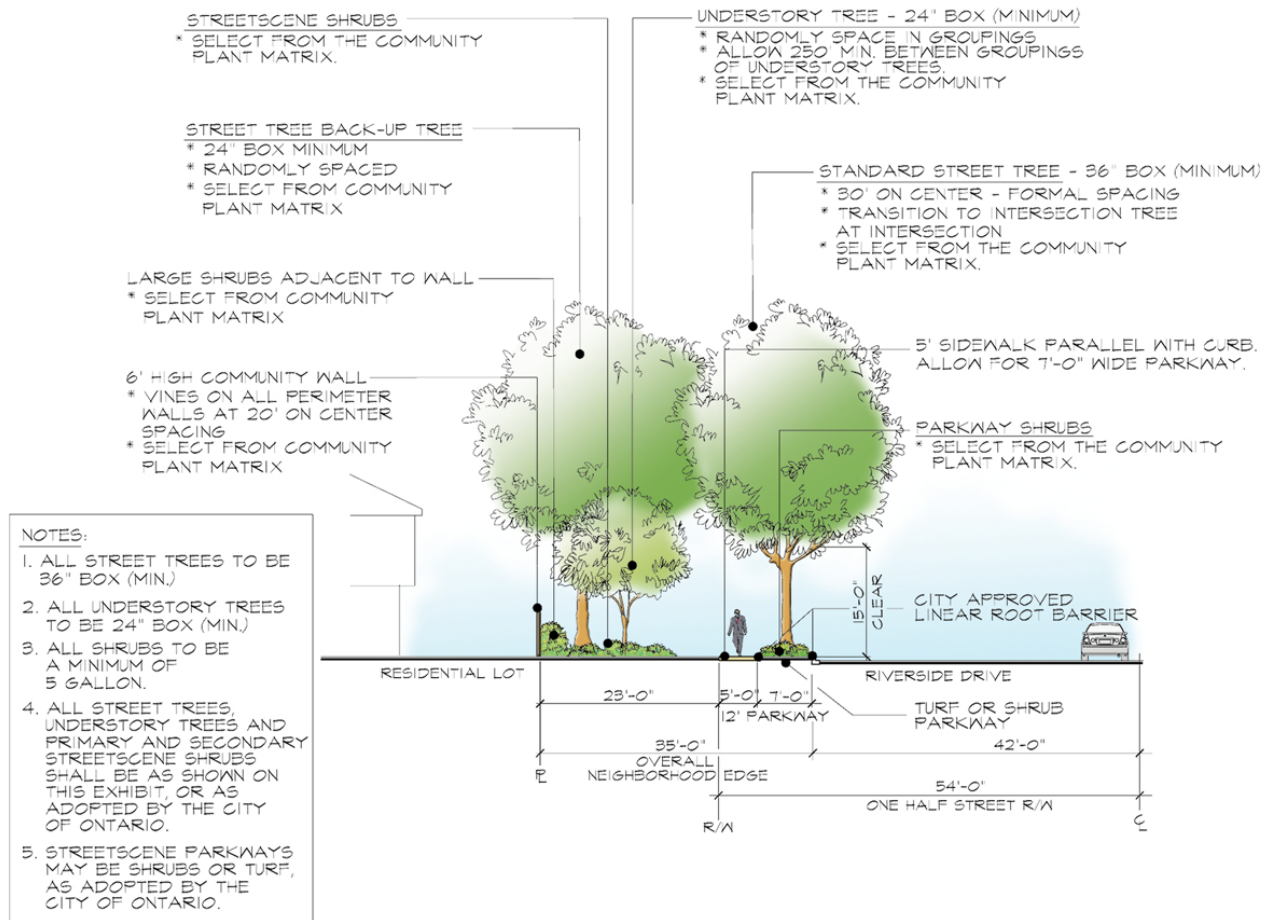 STREETSCENE SHRUBS
* SELECT FROM THE COMMUNITY
PLANT MATRIX.
UNDERSTORY TREE - 24" BOX (MINIMUM)
* RANDOMLY SPACE IN GROUPINGS
* ALLOW 250' MIN. BETWEEN GROUPINGS
OF UNDERSTORY TREES.
* SELECT FROM THE COMMUNITY
PLANT MATRIX.
STREET TREE BACK-UP TREE
* 24" BOX MINIMUM
* RANDOMLY SPACED
* SELECT FROM COMMUNITY
PLANT MATRIX
STANDARD STREET TREE - 36" BOX (MINIMUM)
* 30' ON CENTER - FORMAL SPACING
* TRANSITION TO INTERSECTION TREE
AT INTERSECTION
* SELECT FROM THE COMMUNITY
PLANT MATRIX.
LARGE SHRUBS ADJACENT TO WALL
* SELECT FROM COMMUNITY
PLANT MATRIX
5' SIDEWALK PARALLEL WITH CURB.
ALLOW FOR 7'-0" WIDE PARKWAY.
6' HIGH COMMUNITY WALL
* VINES ON ALL PERIMETER
WALLS AT 20' ON CENTER
SPACING
* SELECT FROM COMMUNITY
PLANT MATRIX
PARKWAY SHRUBS
* SELECT FROM THE COMMUNITY
PLANT MATRIX.
NOTES:
1. ALL STREET TREES TO BE
36" BOX (MIN.)
2. ALL UNDERSTORY TREES
TO BE 24" BOX (MIN.)
3. ALL SHRUBS TO BE
A MINIMUM OF
5 GALLON.
4. ALL STREET TREES,
UNDERSTORY TREES AND
PRIMARY AND SECONDARY
STREETSCENE SHRUBS
SHALL BE AS SHOWN ON
THIS EXHIBIT, OR AS
ADOPTED BY THE CITY
OF ONTARIO.
5. STREETSCENE PARKWAYS
MAY BE SHRUBS OR TURF,
AS ADOPTED BY THE
CITY OF ONTARIO.
15'-0"
CLEAR
CITY APPROVED
LINEAR ROOT BARRIER
RESIDENTIAL LOT
RIVERSIDE DRIVE
23'-0"
5'-0"
7'-0"
12' PARKWAY
TURF OR SHRUB
PARKWAY
35'-0"
OVERALL
NEIGHBORHOOD EDGE
42'-0"
PL
54'-0"
ONE HALF STREET R/W
R/W
CL